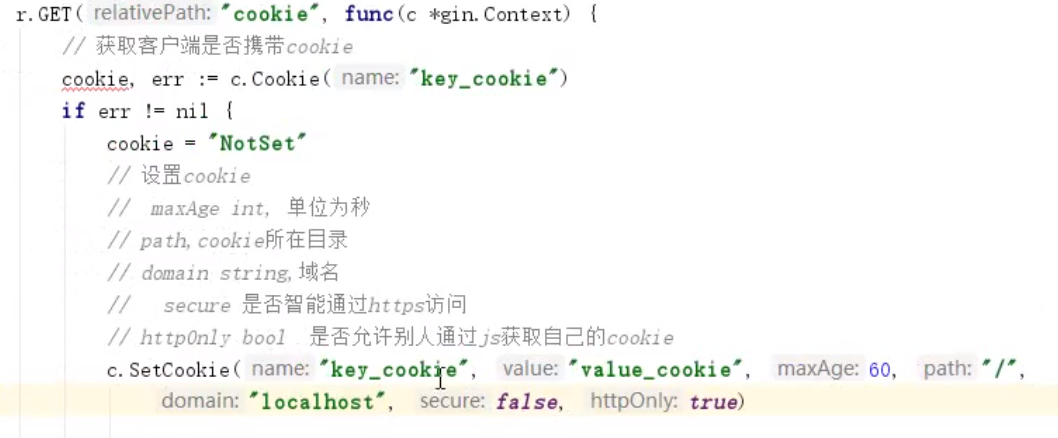 r.GET( relativePath: "cookie", func(c *gin.Context) {
// 获取客户端是否携带cookie
cookie, err := c.Cookie( name: "key_cookie")
if err != nil {
cookie = "NotSet"
// 设置cookie
//  maxAge int, 单位为秒
// path,cookie所在目录
// domain string,域名
//   secure 是否智能通过https访问
// httpOnly bool  是否允许别人通过js获取自己的cookie
c.SetCookie( name: "key_cookie", value: "value_cookie", maxAge: 60, path: "/",
domain: "localhost", secure: false, httpOnly: true)